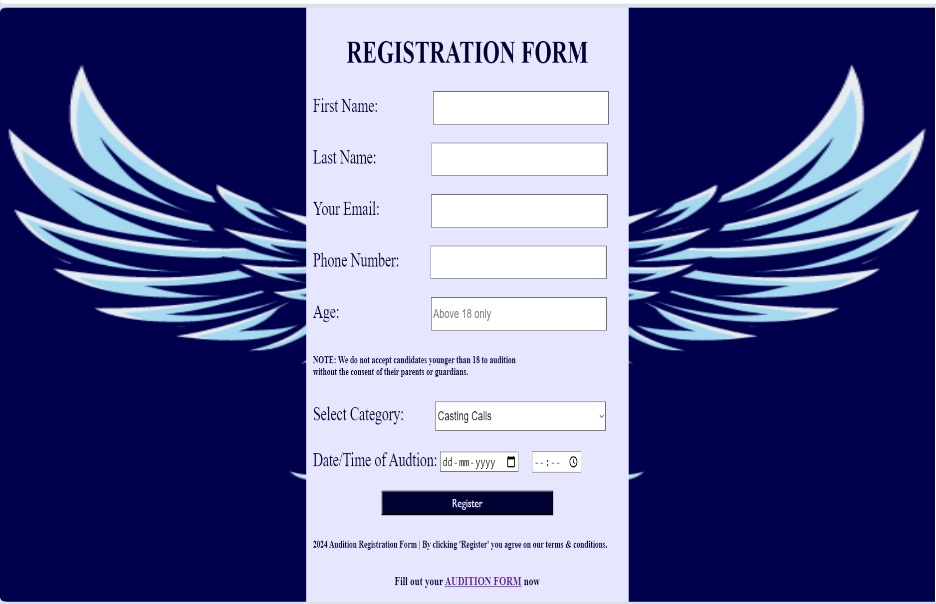 REGISTRATION FORM
First Name:
Last Name:
Your Email:
Phone Number:
Age: Above 18 only
NOTE: We do not accept candidates younger than 18 to audition
without the consent of their parents or guardians.
Select Category: Casting Calls
Date/Time of Audtion: dd-mm-yyyy --:--
Register
2024 Audition Registration Form | By clicking 'Register' you agree on our terms & conditions.
Fill out your AUDITION FORM now